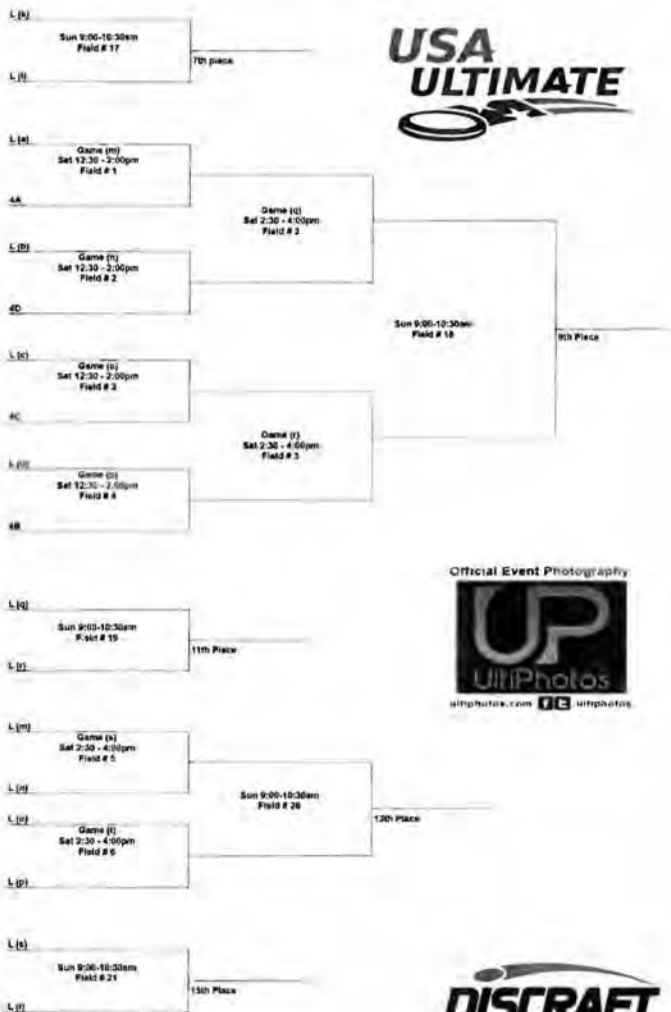 L (k)
Sun 9:00-10:30am
Field # 17
7th place
L (l)
USA
ULTIMATE
L (a)
Game (m)
Sat 12:30 - 2:00pm
Field # 1
4A
L (b)
Game (n)
Sat 12:30 - 2:00pm
Field # 2
4D
Game (q)
Sat 2:30 - 4:00pm
Field # 2
Sun 9:00-10:30am
Field # 18
9th Place
L (c)
Game (o)
Sat 12:30 - 2:00pm
Field # 3
4C
L (d)
Game (p)
Sat 12:30 - 2:00pm
Field # 4
4B
Game (r)
Sat 2:30 - 4:00pm
Field # 3
Official Event Photography
UP
UltiPhotos
ultiphotos.com
ultiphotos
L (q)
Sun 9:00-10:30am
Field # 19
11th Place
L (r)
L (m)
Game (s)
Sat 2:30 - 4:00pm
Field # 5
L (n)
L (o)
Game (t)
Sat 2:30 - 4:00pm
Field # 6
L (p)
Sun 9:00-10:30am
Field # 20
13th Place
L (s)
Sun 9:00-10:30am
Field # 21
15th Place
L (t)
DISCRAFT